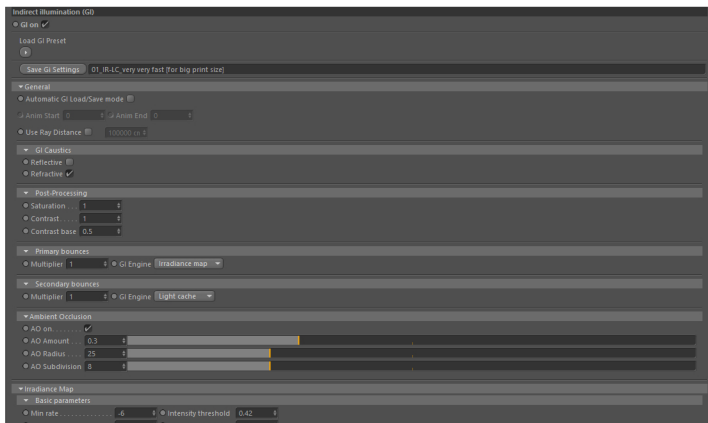 Indirect illumination (GI)
GI on
Load GI Preset
Save GI Settings 01_IR-LC_very very fast [for big print size]
General
Automatic GI Load/Save mode
Anim Start 0 Anim End 0
Use Ray Distance 100000 cm
GI Caustics
Reflective
Refractive
Post-Processing
Saturation . . . 1
Contrast . . . . . 1
Contrast base 0.5
Primary bounces
Multiplier 1 GI Engine Irradiance map
Secondary bounces
Multiplier 1 GI Engine Light cache
Ambient Occlusion
AO on. . . . . . . .
AO Amount . . . 0.3
AO Radius . . . . 25
AO Subdivision 8
Irradiance Map
Basic parameters
Min rate . . . . . . . . . . . . . -6 Intensity threshold 0.42